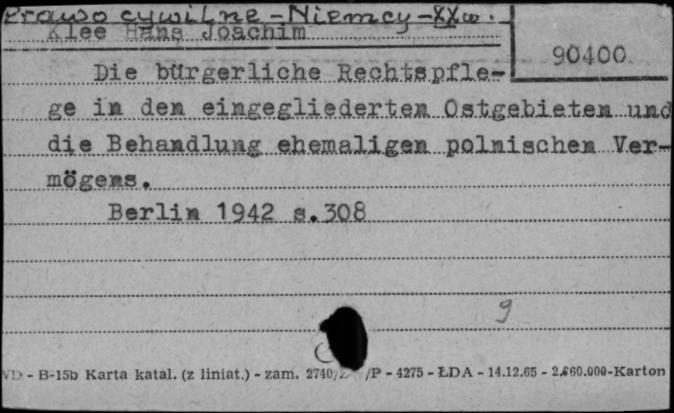 Prawo cywilne - Niemcy - XX w.
Klee Hans Joachim
90400
Die bürgerliche Rechtspfle-
ge in den eingegliederten Ostgebieten und
die Behandlung ehemaligen polnischen Ver-
mögens.
Berlin 1942 s.308
9
- B-15b Karta katal. (z liniat.) - zam. 2740/ /P - 4275 - ŁDA - 14.12.65 - 2.660.000-Karton